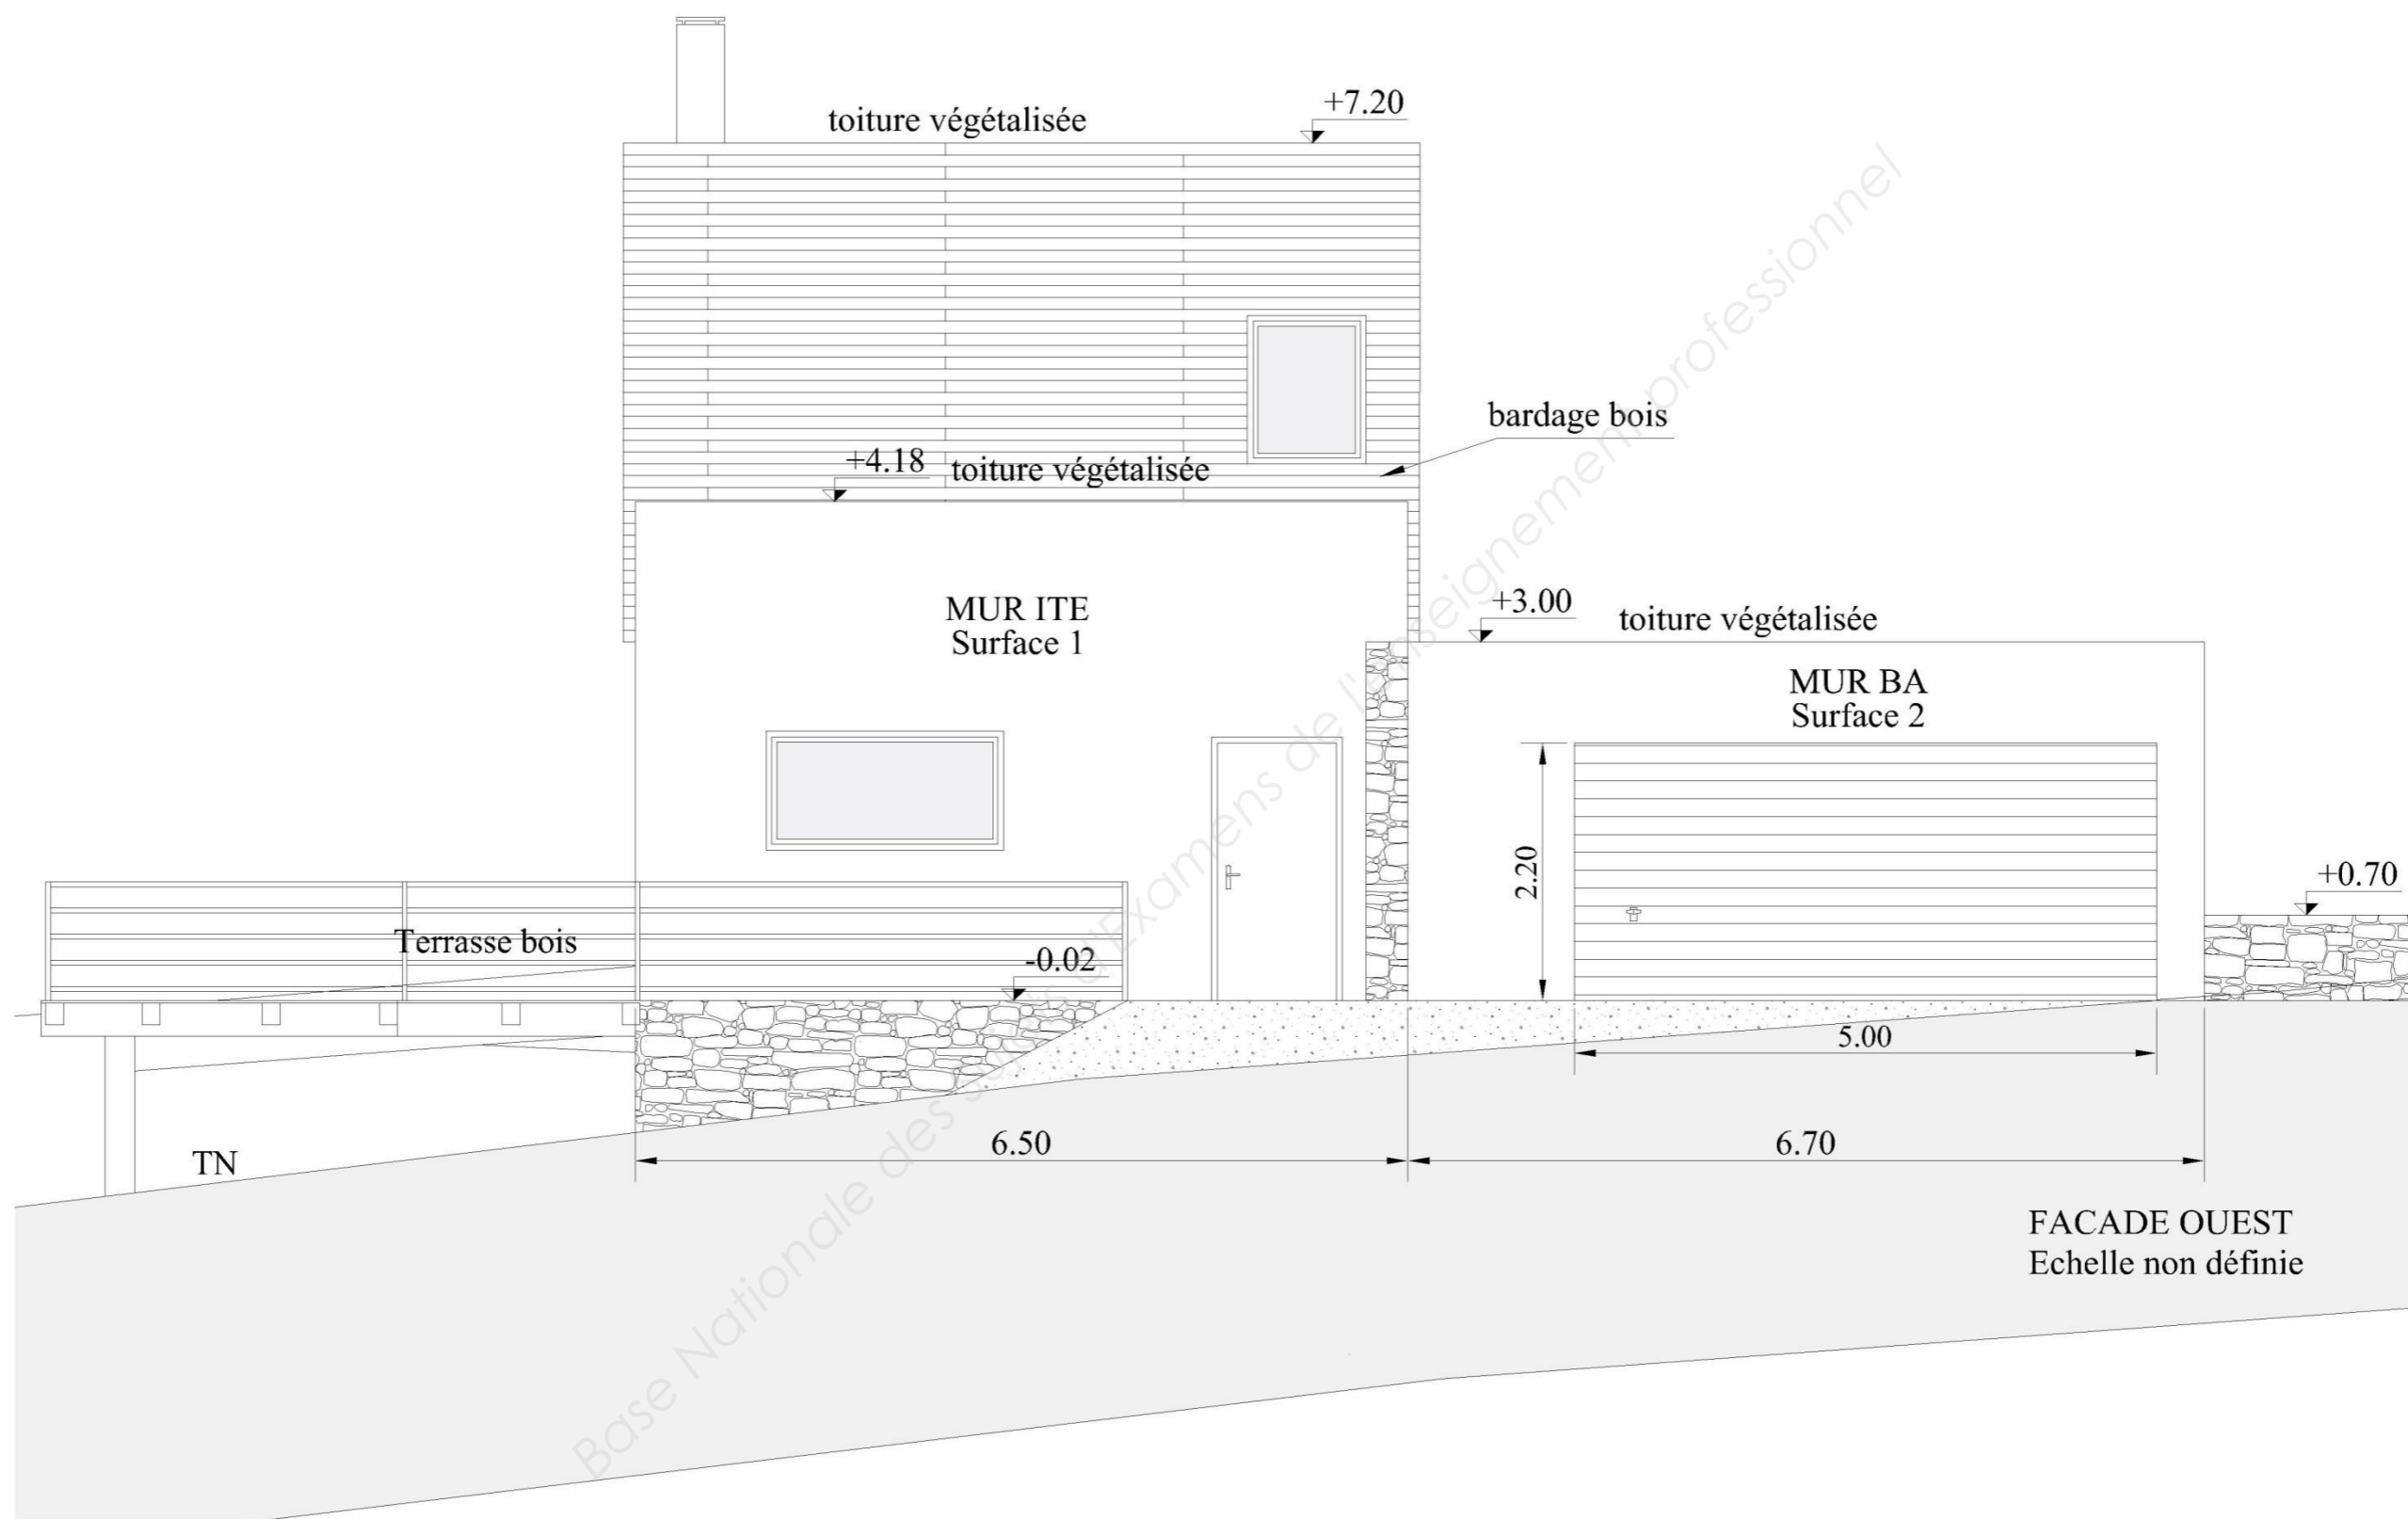 toiture végétalisée
+7.20
bardage bois
+4.18
toiture végétalisée
+3.00
toiture végétalisée
MUR ITE
Surface 1
MUR BA
Surface 2
2.20
+0.70
Terrasse bois
-0.02
5.00
6.50
6.70
TN
FACADE OUEST
Echelle non définie
Base Nationale des sujets d'Examens de l'enseignement professionnel